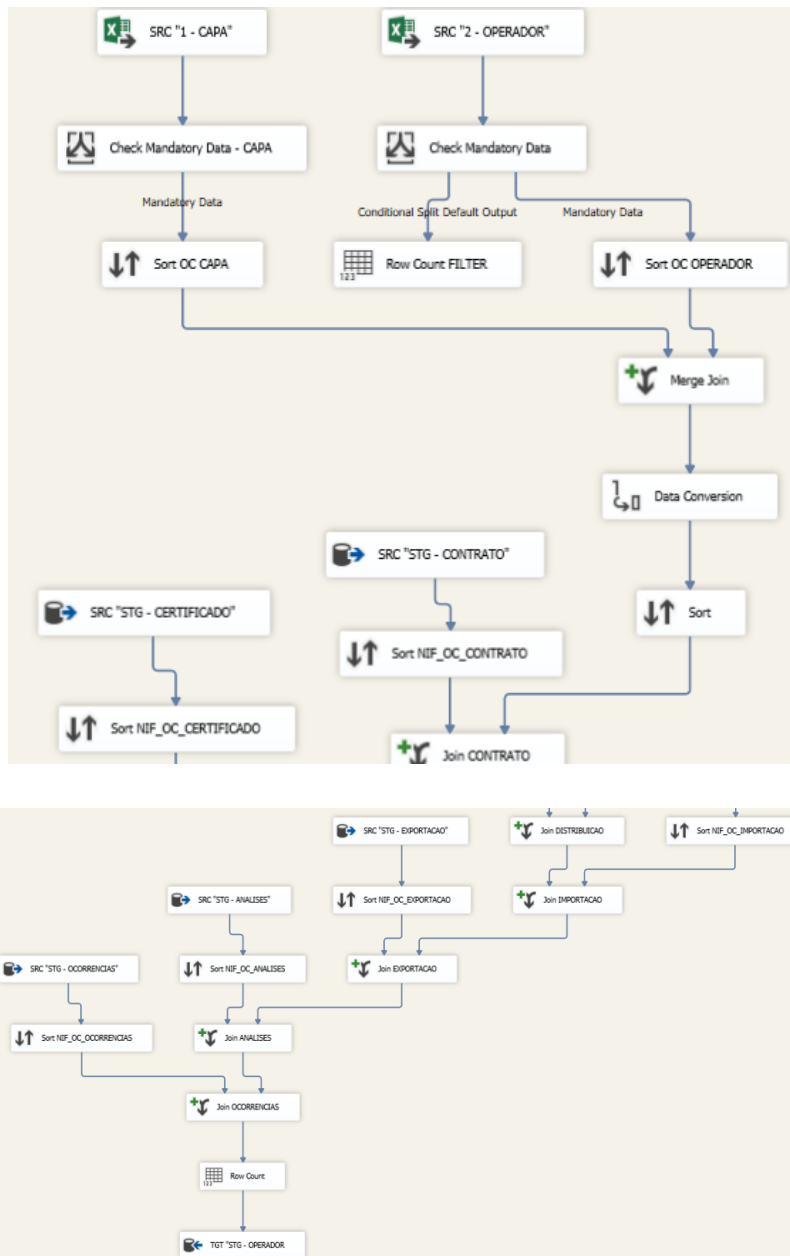 SRC "1 - CAPA"
SRC "2 - OPERADOR"
Check Mandatory Data - CAPA
Check Mandatory Data
Mandatory Data
Conditional Split Default Output
Mandatory Data
Sort OC CAPA
Row Count FILTER
Sort OC OPERADOR
Merge Join
Data Conversion
SRC "STG - CONTRATO"
SRC "STG - CERTIFICADO"
Sort
Sort NIF_OC_CONTRATO
Sort NIF_OC_CERTIFICADO
Join CONTRATO
SRC "STG - EXPORTACAO"
Join DISTRIBUICAO
Sort NIF_OC_IMPORTACAO
SRC "STG - ANALISES"
Sort NIF_OC_EXPORTACAO
Join IMPORTACAO
SRC "STG - OCORRENCIAS"
Sort NIF_OC_ANALISES
Join EXPORTACAO
Sort NIF_OC_OCORRENCIAS
Join ANALISES
Join OCORRENCIAS
Row Count
TGT "STG - OPERADOR